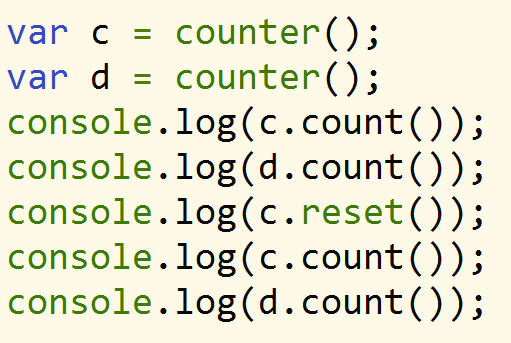 var c = counter();
var d = counter();
console.log(c.count());
console.log(d.count());
console.log(c.reset());
console.log(c.count());
console.log(d.count());